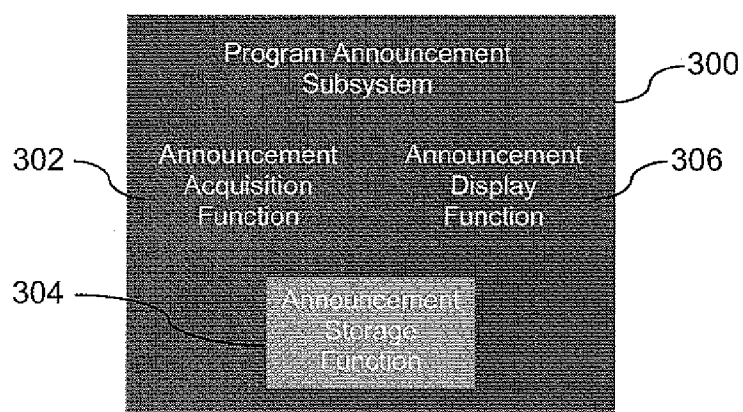 Program Announcement
Subsystem
300
302
Announcement
Acquisition
Function
Announcement
Display
Function
306
304
Announcement
Storage
Function